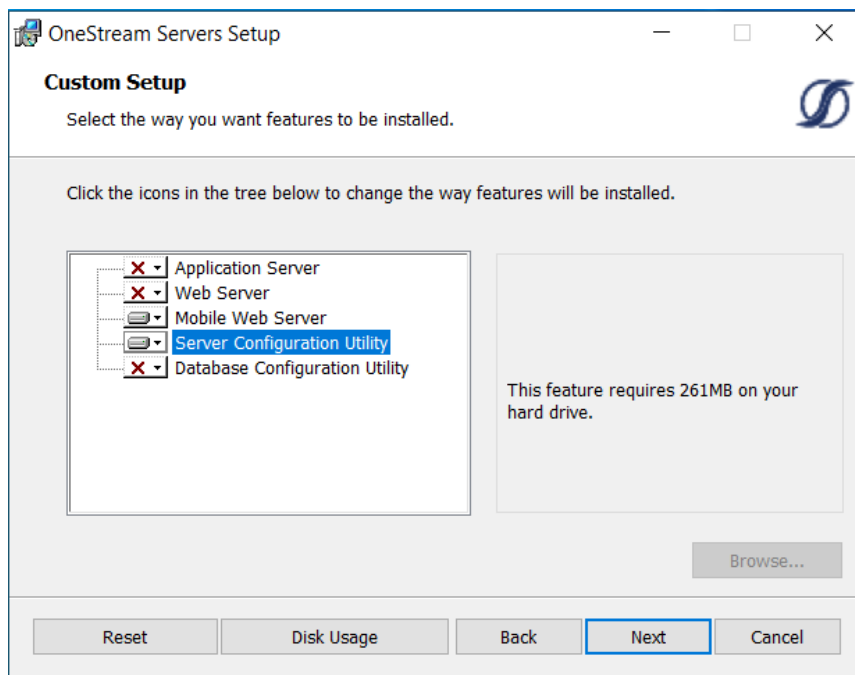 OneStream Servers Setup
Custom Setup
Select the way you want features to be installed.
Click the icons in the tree below to change the way features will be installed.
Application Server
Web Server
Mobile Web Server
Server Configuration Utility
Database Configuration Utility
This feature requires 261MB on your
hard drive.
Browse...
Reset Disk Usage Back Next Cancel